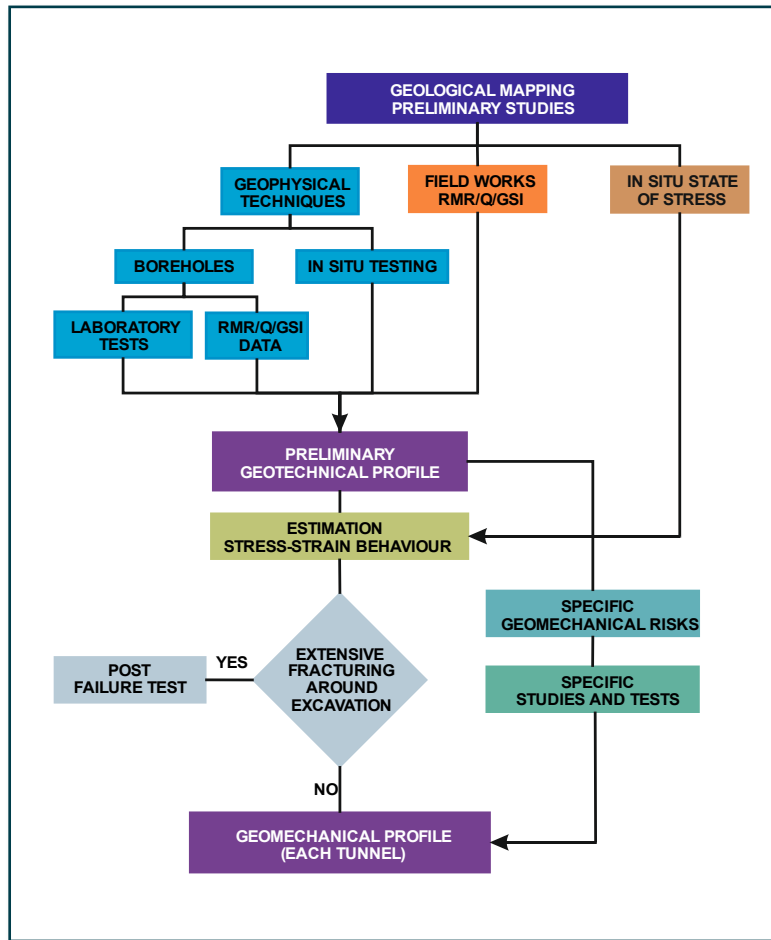 GEOLOGICAL MAPPING
PRELIMINARY STUDIES
GEOPHYSICAL
TECHNIQUES
FIELD WORKS
RMR/Q/GSI
IN SITU STATE
OF STRESS
BOREHOLES
IN SITU TESTING
LABORATORY
TESTS
RMR/Q/GSI
DATA
PRELIMINARY
GEOTECHNICAL PROFILE
ESTIMATION
STRESS-STRAIN BEHAVIOUR
SPECIFIC
GEOMECHANICAL RISKS
EXTENSIVE
FRACTURING
AROUND
EXCAVATION
YES
POST
FAILURE TEST
SPECIFIC
STUDIES AND TESTS
NO
GEOMECHANICAL PROFILE
(EACH TUNNEL)